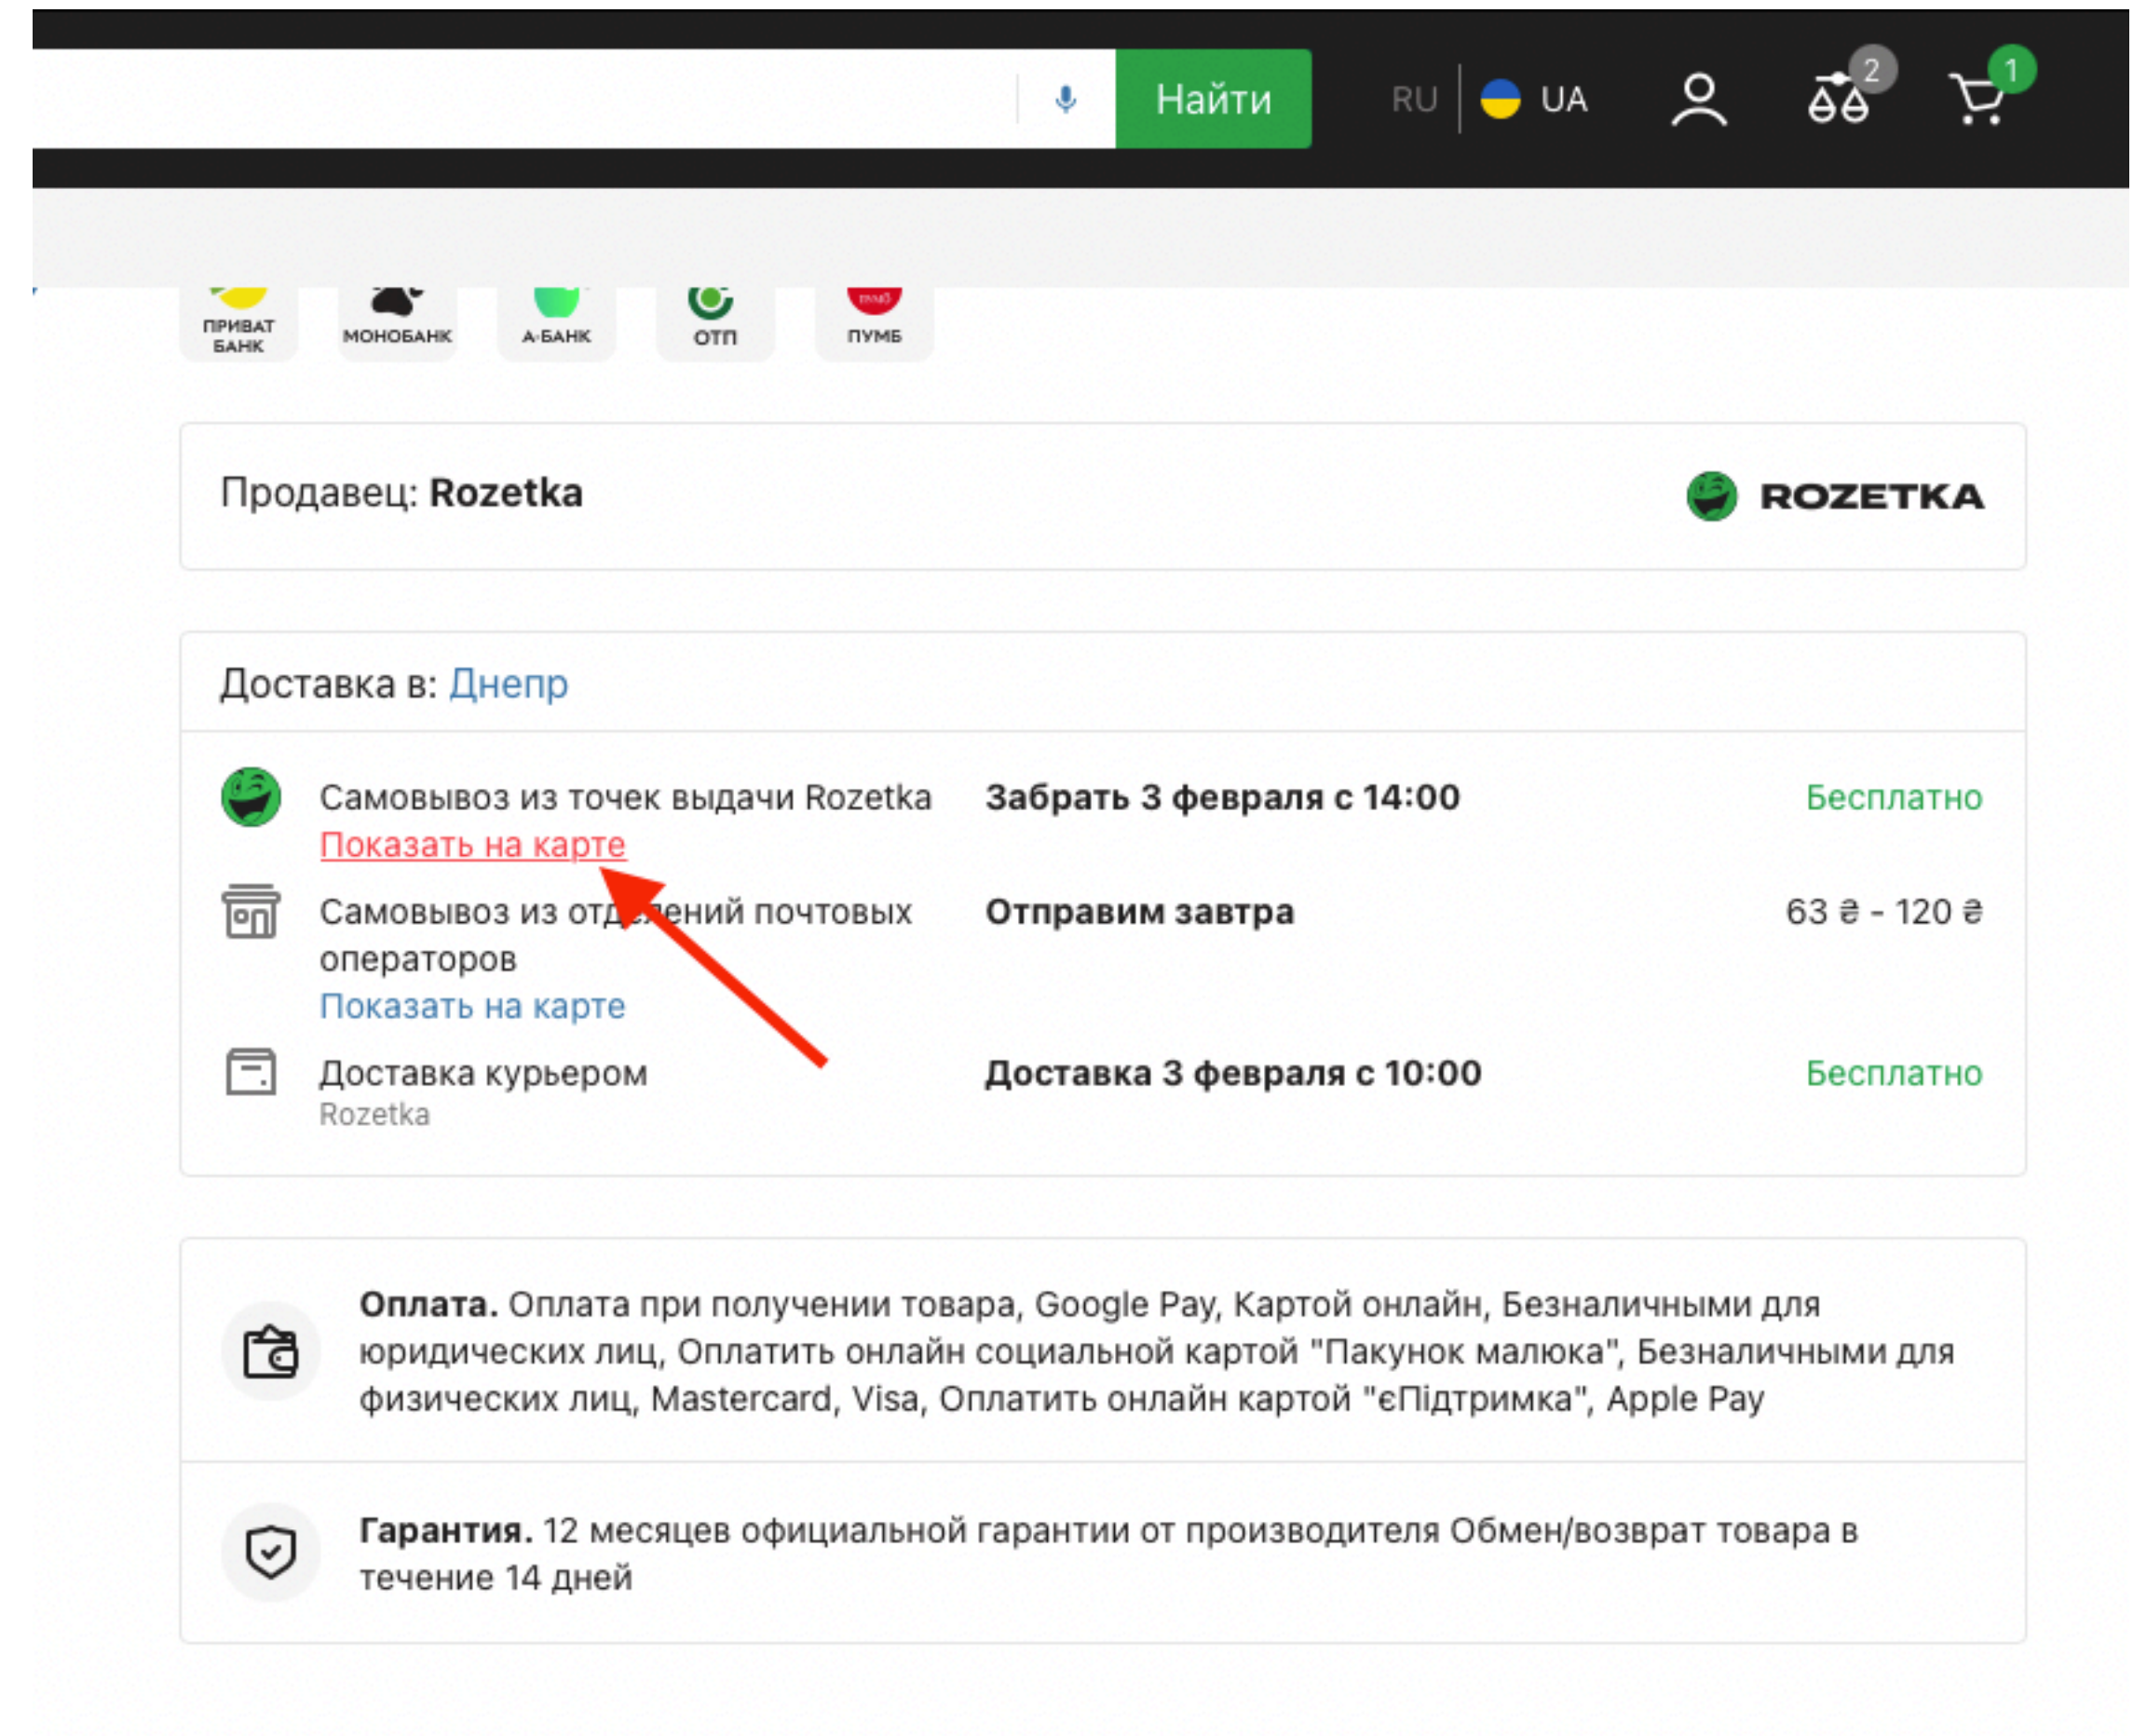 Найти
RU
UA
2
1
ПРИВАТ
БАНК
МОНОБАНК
А-БАНК
ОТП
ПУМБ
Продавец: Rozetka
ROZETKA
Доставка в: Днепр
Самовывоз из точек выдачи Rozetka
Показать на карте
Забрать 3 февраля с 14:00
Бесплатно
Самовывоз из отделений почтовых
операторов
Показать на карте
Отправим завтра
63 ₴ - 120 ₴
Доставка курьером
Rozetka
Доставка 3 февраля с 10:00
Бесплатно
Оплата. Оплата при получении товара, Google Pay, Картой онлайн, Безналичными для
юридических лиц, Оплатить онлайн социальной картой "Пакунок малюка", Безналичными для
физических лиц, Mastercard, Visa, Оплатить онлайн картой "єПідтримка", Apple Pay
Гарантия. 12 месяцев официальной гарантии от производителя Обмен/возврат товара в
течение 14 дней